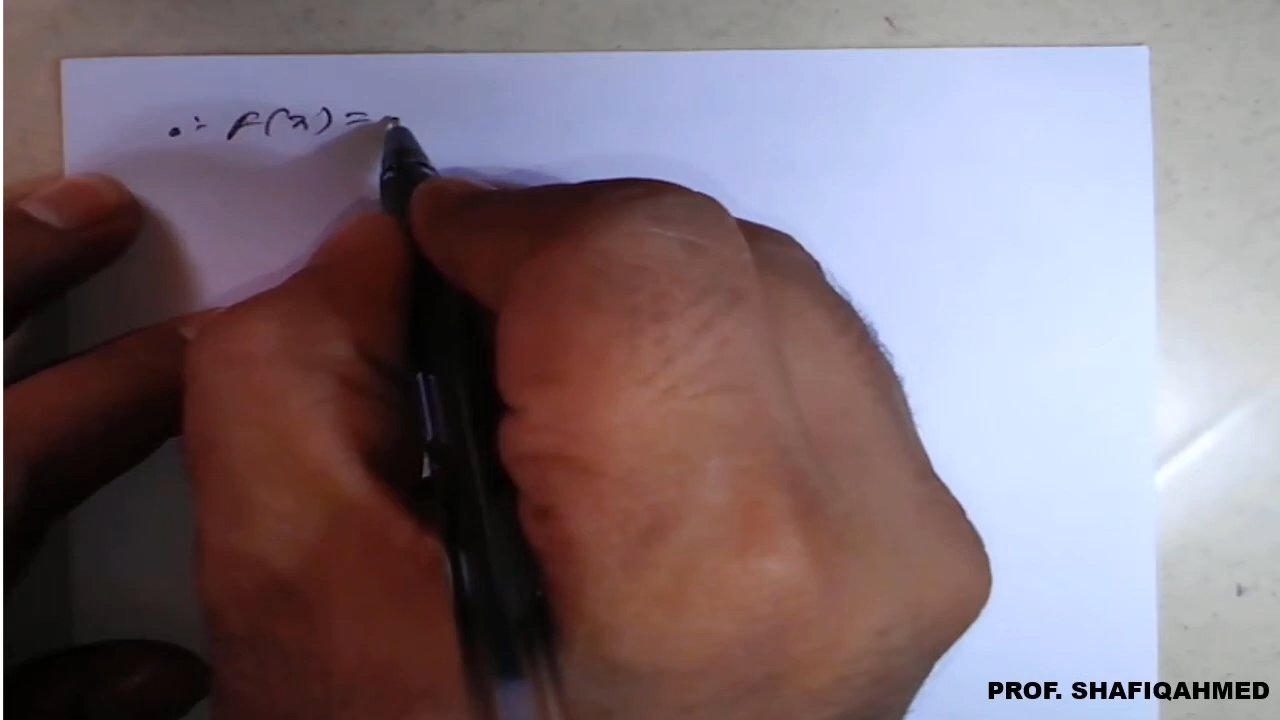 ∴ f(x) =
PROF. SHAFIQAHMED